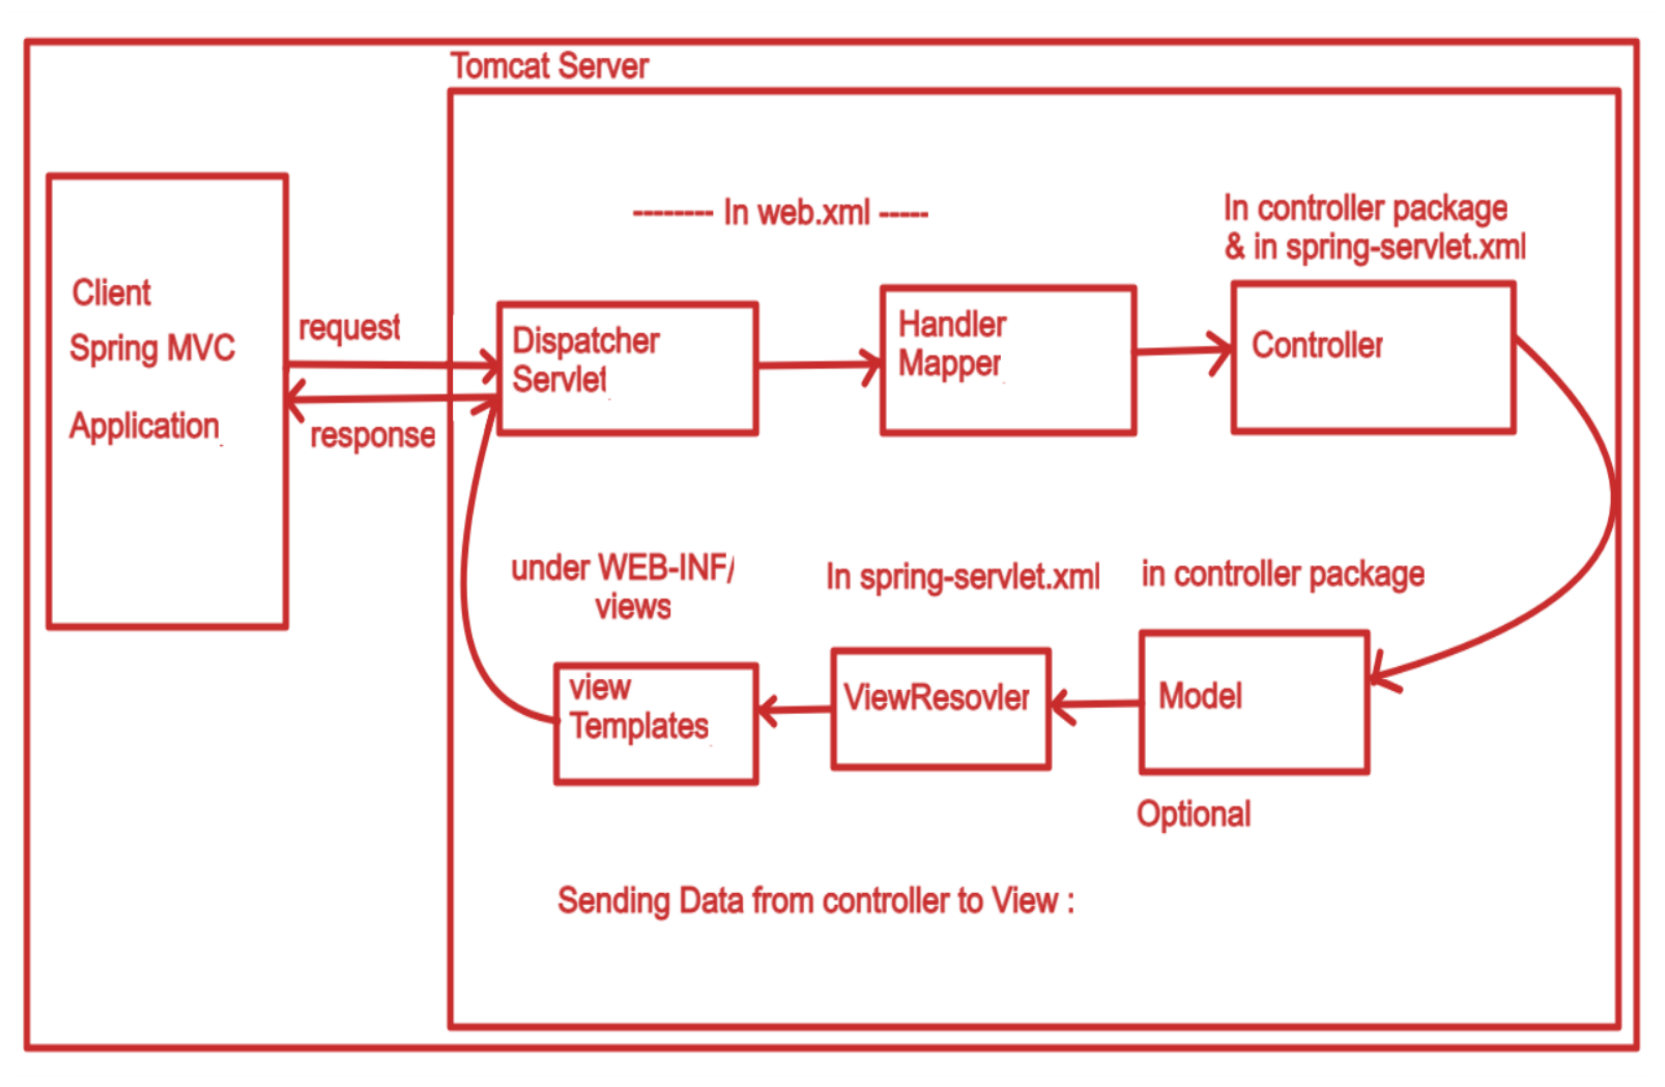 Tomcat Server
-------- In web.xml -----
In controller package
& in spring-servlet.xml
Client
Spring MVC
Application
request
response
Dispatcher
Servlet
Handler
Mapper
Controller
under WEB-INF/
views
In spring-servlet.xml
in controller package
view
Templates
ViewResovler
Model
Optional
Sending Data from controller to View :